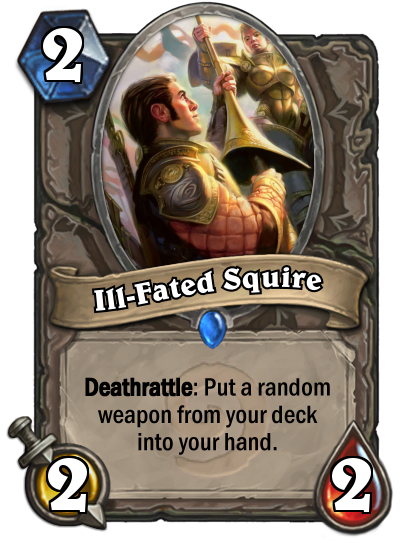 2
Ill-Fated Squire
Deathrattle: Put a random
weapon from your deck
into your hand.
2
2